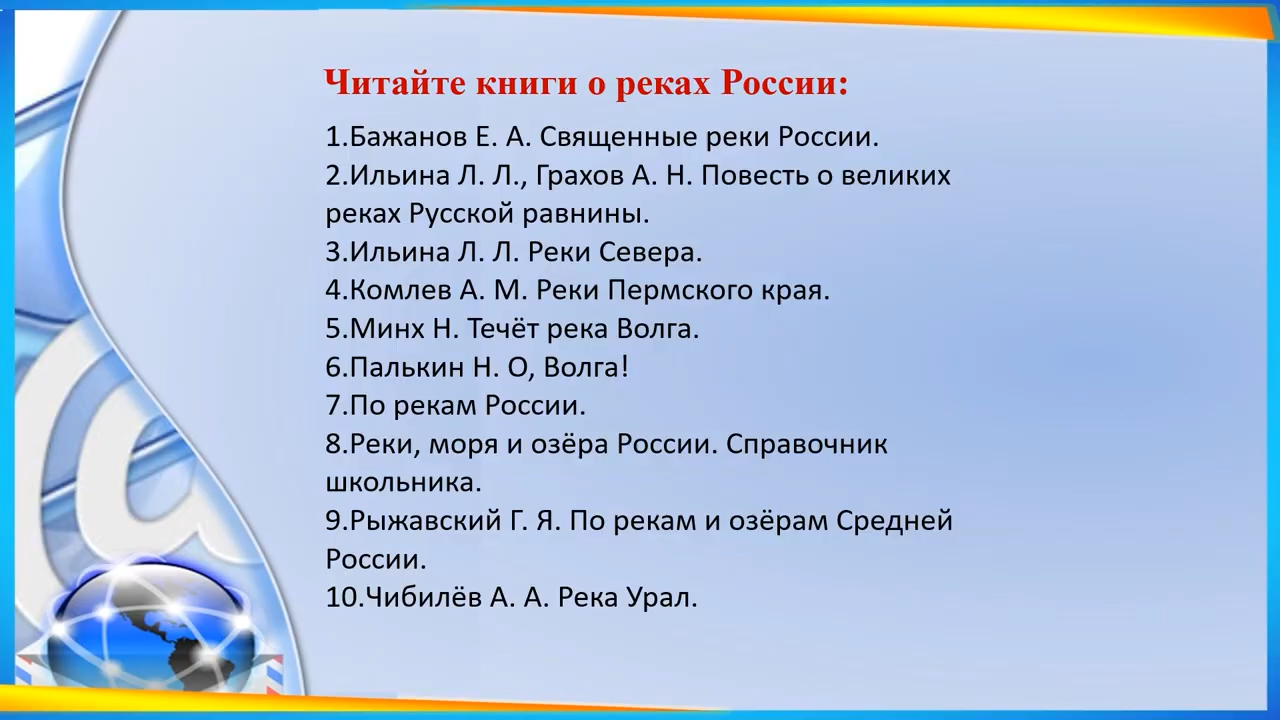 Читайте книги о реках России:
1.Бажанов Е. А. Священные реки России.
2.Ильина Л. Л., Грахов А. Н. Повесть о великих
реках Русской равнины.
3.Ильина Л. Л. Реки Севера.
4.Комлев А. М. Реки Пермского края.
5.Минх Н. Течёт река Волга.
6.Палькин Н. О, Волга!
7.По рекам России.
8.Реки, моря и озёра России. Справочник
школьника.
9.Рыжавский Г. Я. По рекам и озёрам Средней
России.
10.Чибилёв А. А. Река Урал.